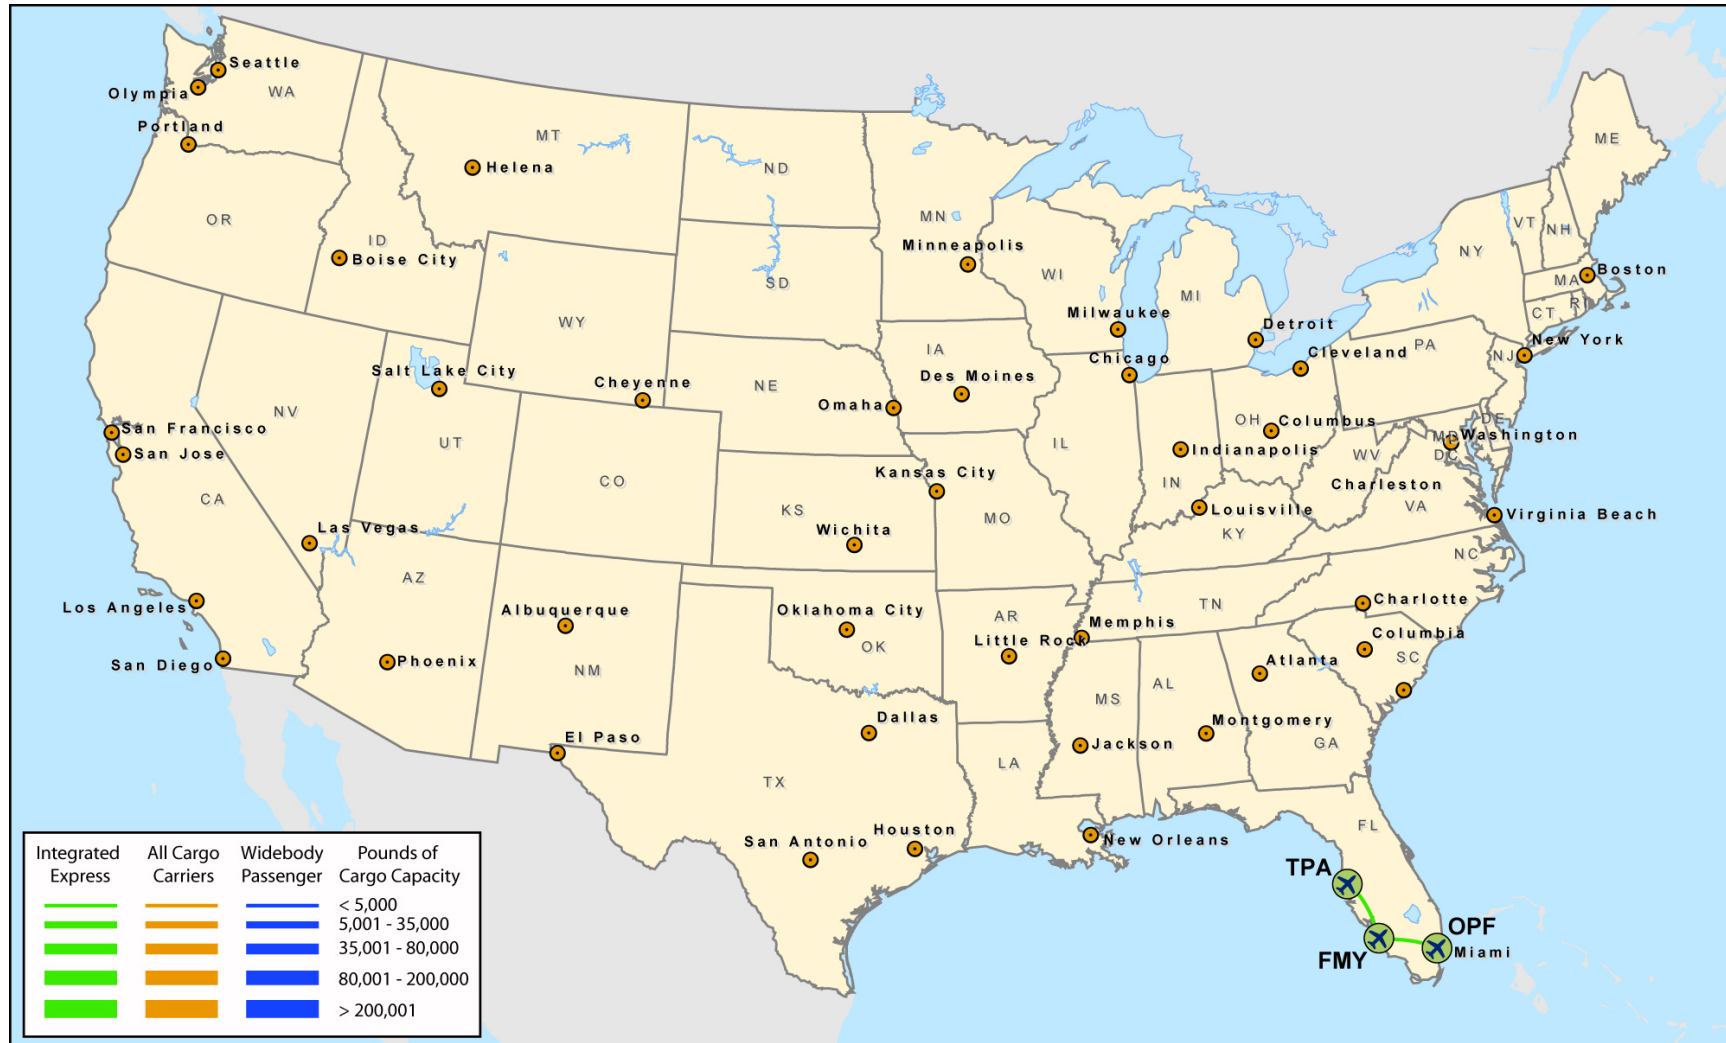 Seattle
WA
Olympia
Portland
MT
Helena
ND
ME
OR
MN
VT
NH
NY
ID
Boise City
Minneapolis
WI
SD
MI
MA
Boston
RI
CT
WY
Milwaukee
Detroit
New York
PA
NJ
Cleveland
IA
Chicago
Salt Lake City
Cheyenne
NE
Des Moines
Omaha
NV
UT
San Francisco
San Jose
IL
OH
Columbus
DE
MD
Washington
DC
WV
Indianapolis
Charleston
CO
Kansas City
IN
CA
KS
MO
Louisville
VA
Virginia Beach
Las Vegas
Wichita
KY
NC
AZ
Los Angeles
Albuquerque
Oklahoma City
AR
TN
Charlotte
Memphis
Little Rock
OK
Columbia
SC
San Diego
Phoenix
NM
Atlanta
MS
AL
Dallas
Montgomery
El Paso
Jackson
GA
LA
TX
FL
Houston
San Antonio
New Orleans
TPA
OPF
Miami
FMY
Integrated Express
All Cargo Carriers
Widebody Passenger
Pounds of Cargo Capacity
< 5,000
5,001 - 35,000
35,001 - 80,000
80,001 - 200,000
> 200,001